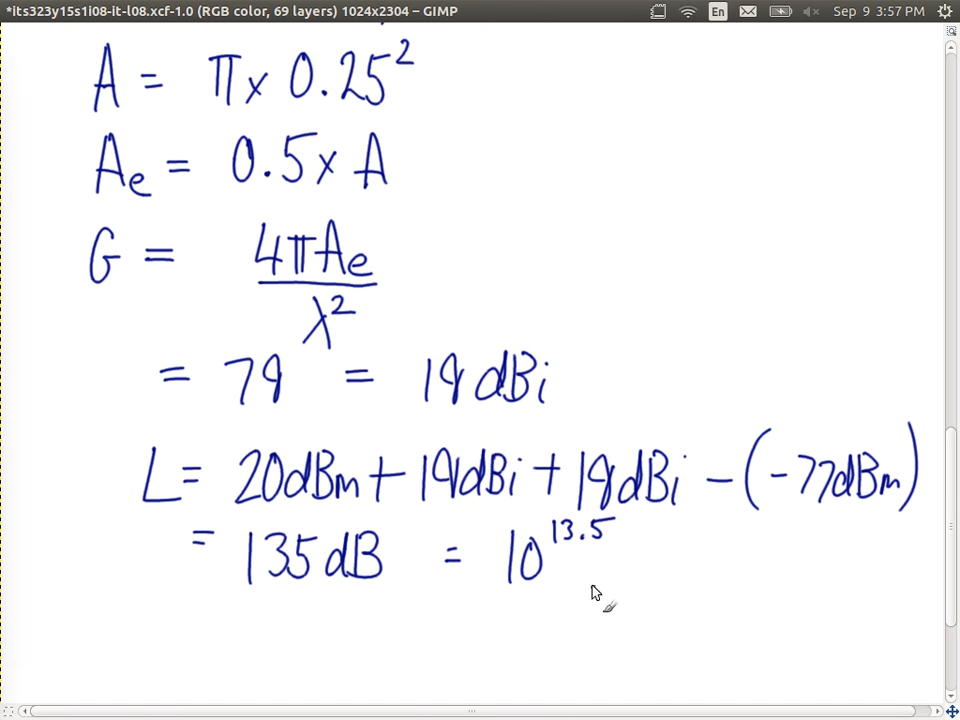 *its323y15s1i08-it-l08.xcf-1.0 (RGB color, 69 layers) 1024x2304 – GIMP En Sep 9 3:57 PM
A = π x 0.25²
Aₑ = 0.5 x A
G = 4πAₑ / λ²
= 79 = 19 dBi
L = 20dBm + 19dBi + 19dBi - (-77dBm)
= 135 dB = 10^13.5